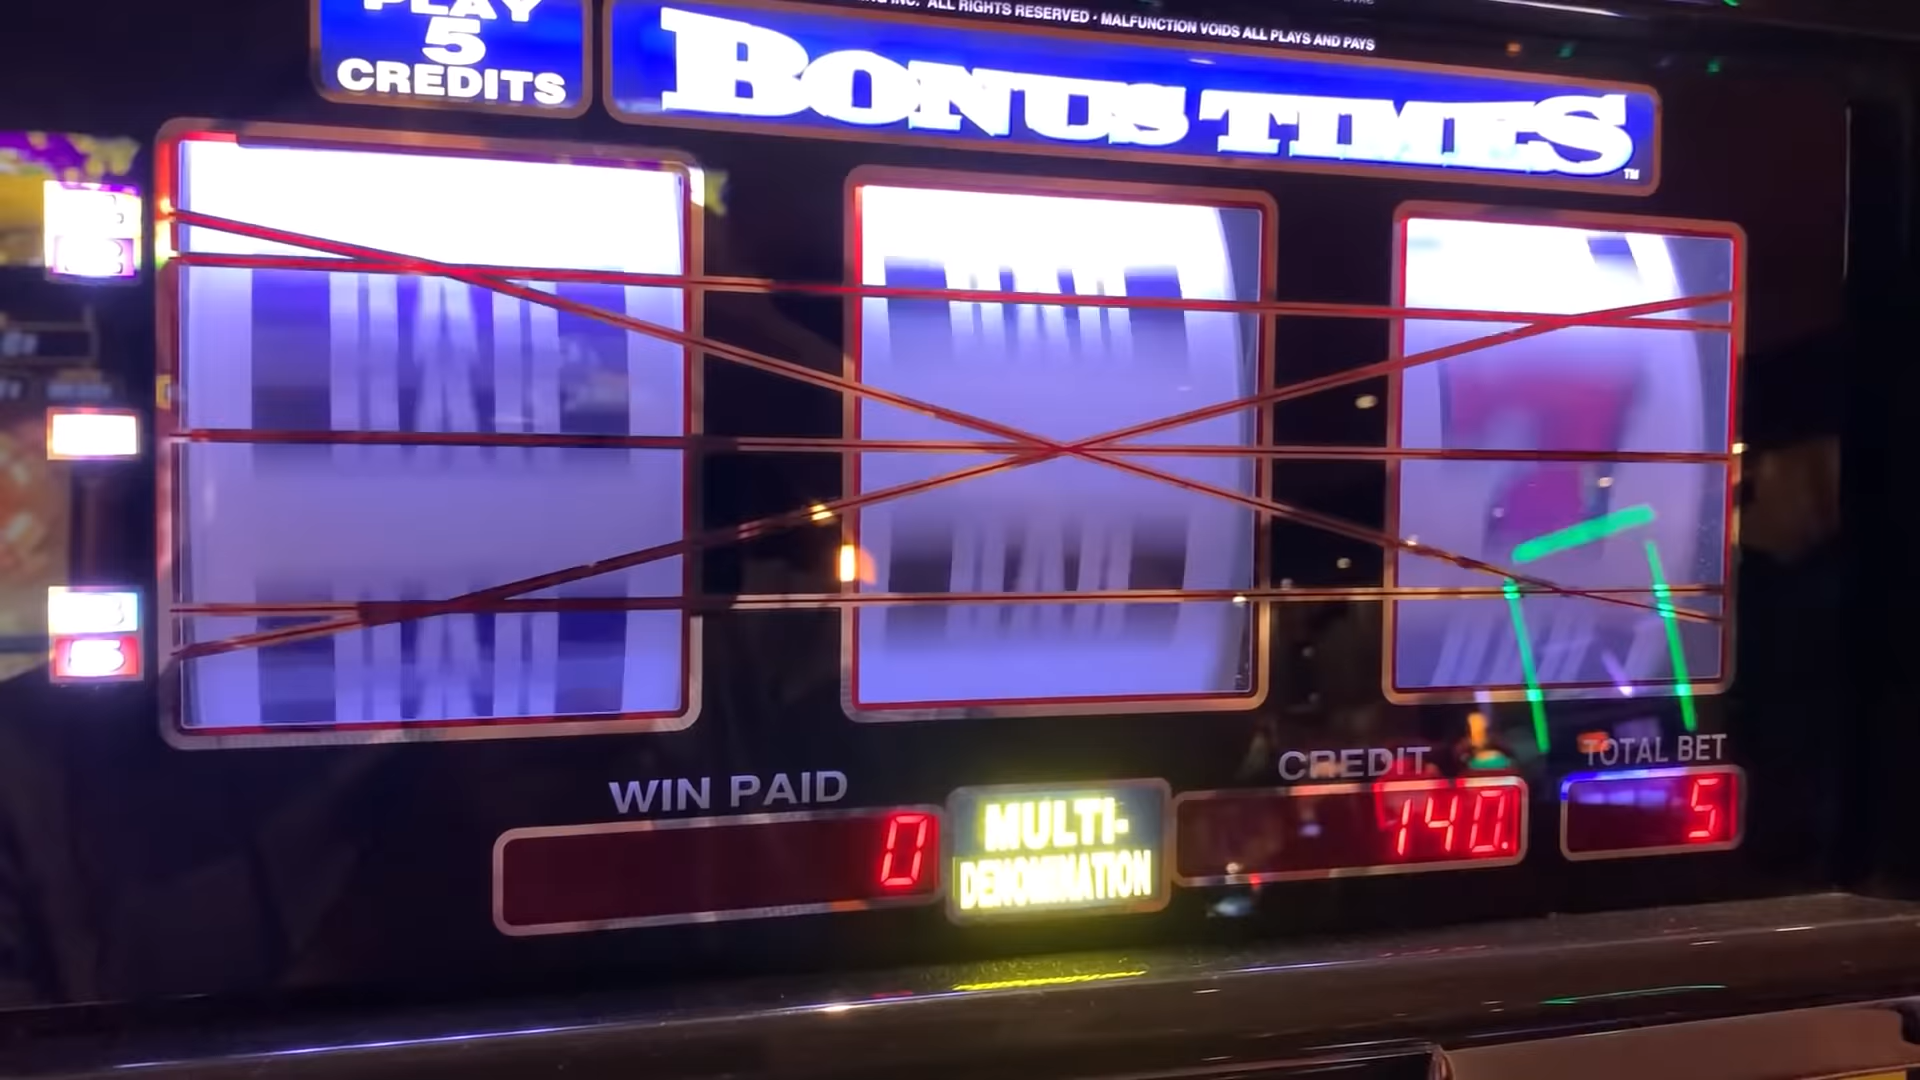 ALL RIGHTS RESERVED · MALFUNCTION VOIDS ALL PLAYS AND PAYS
PLAY
5
CREDITS
BONUS TIMES™
WIN PAID
0
MULTI-
DENOMINATION
CREDIT
140.
TOTAL BET
5